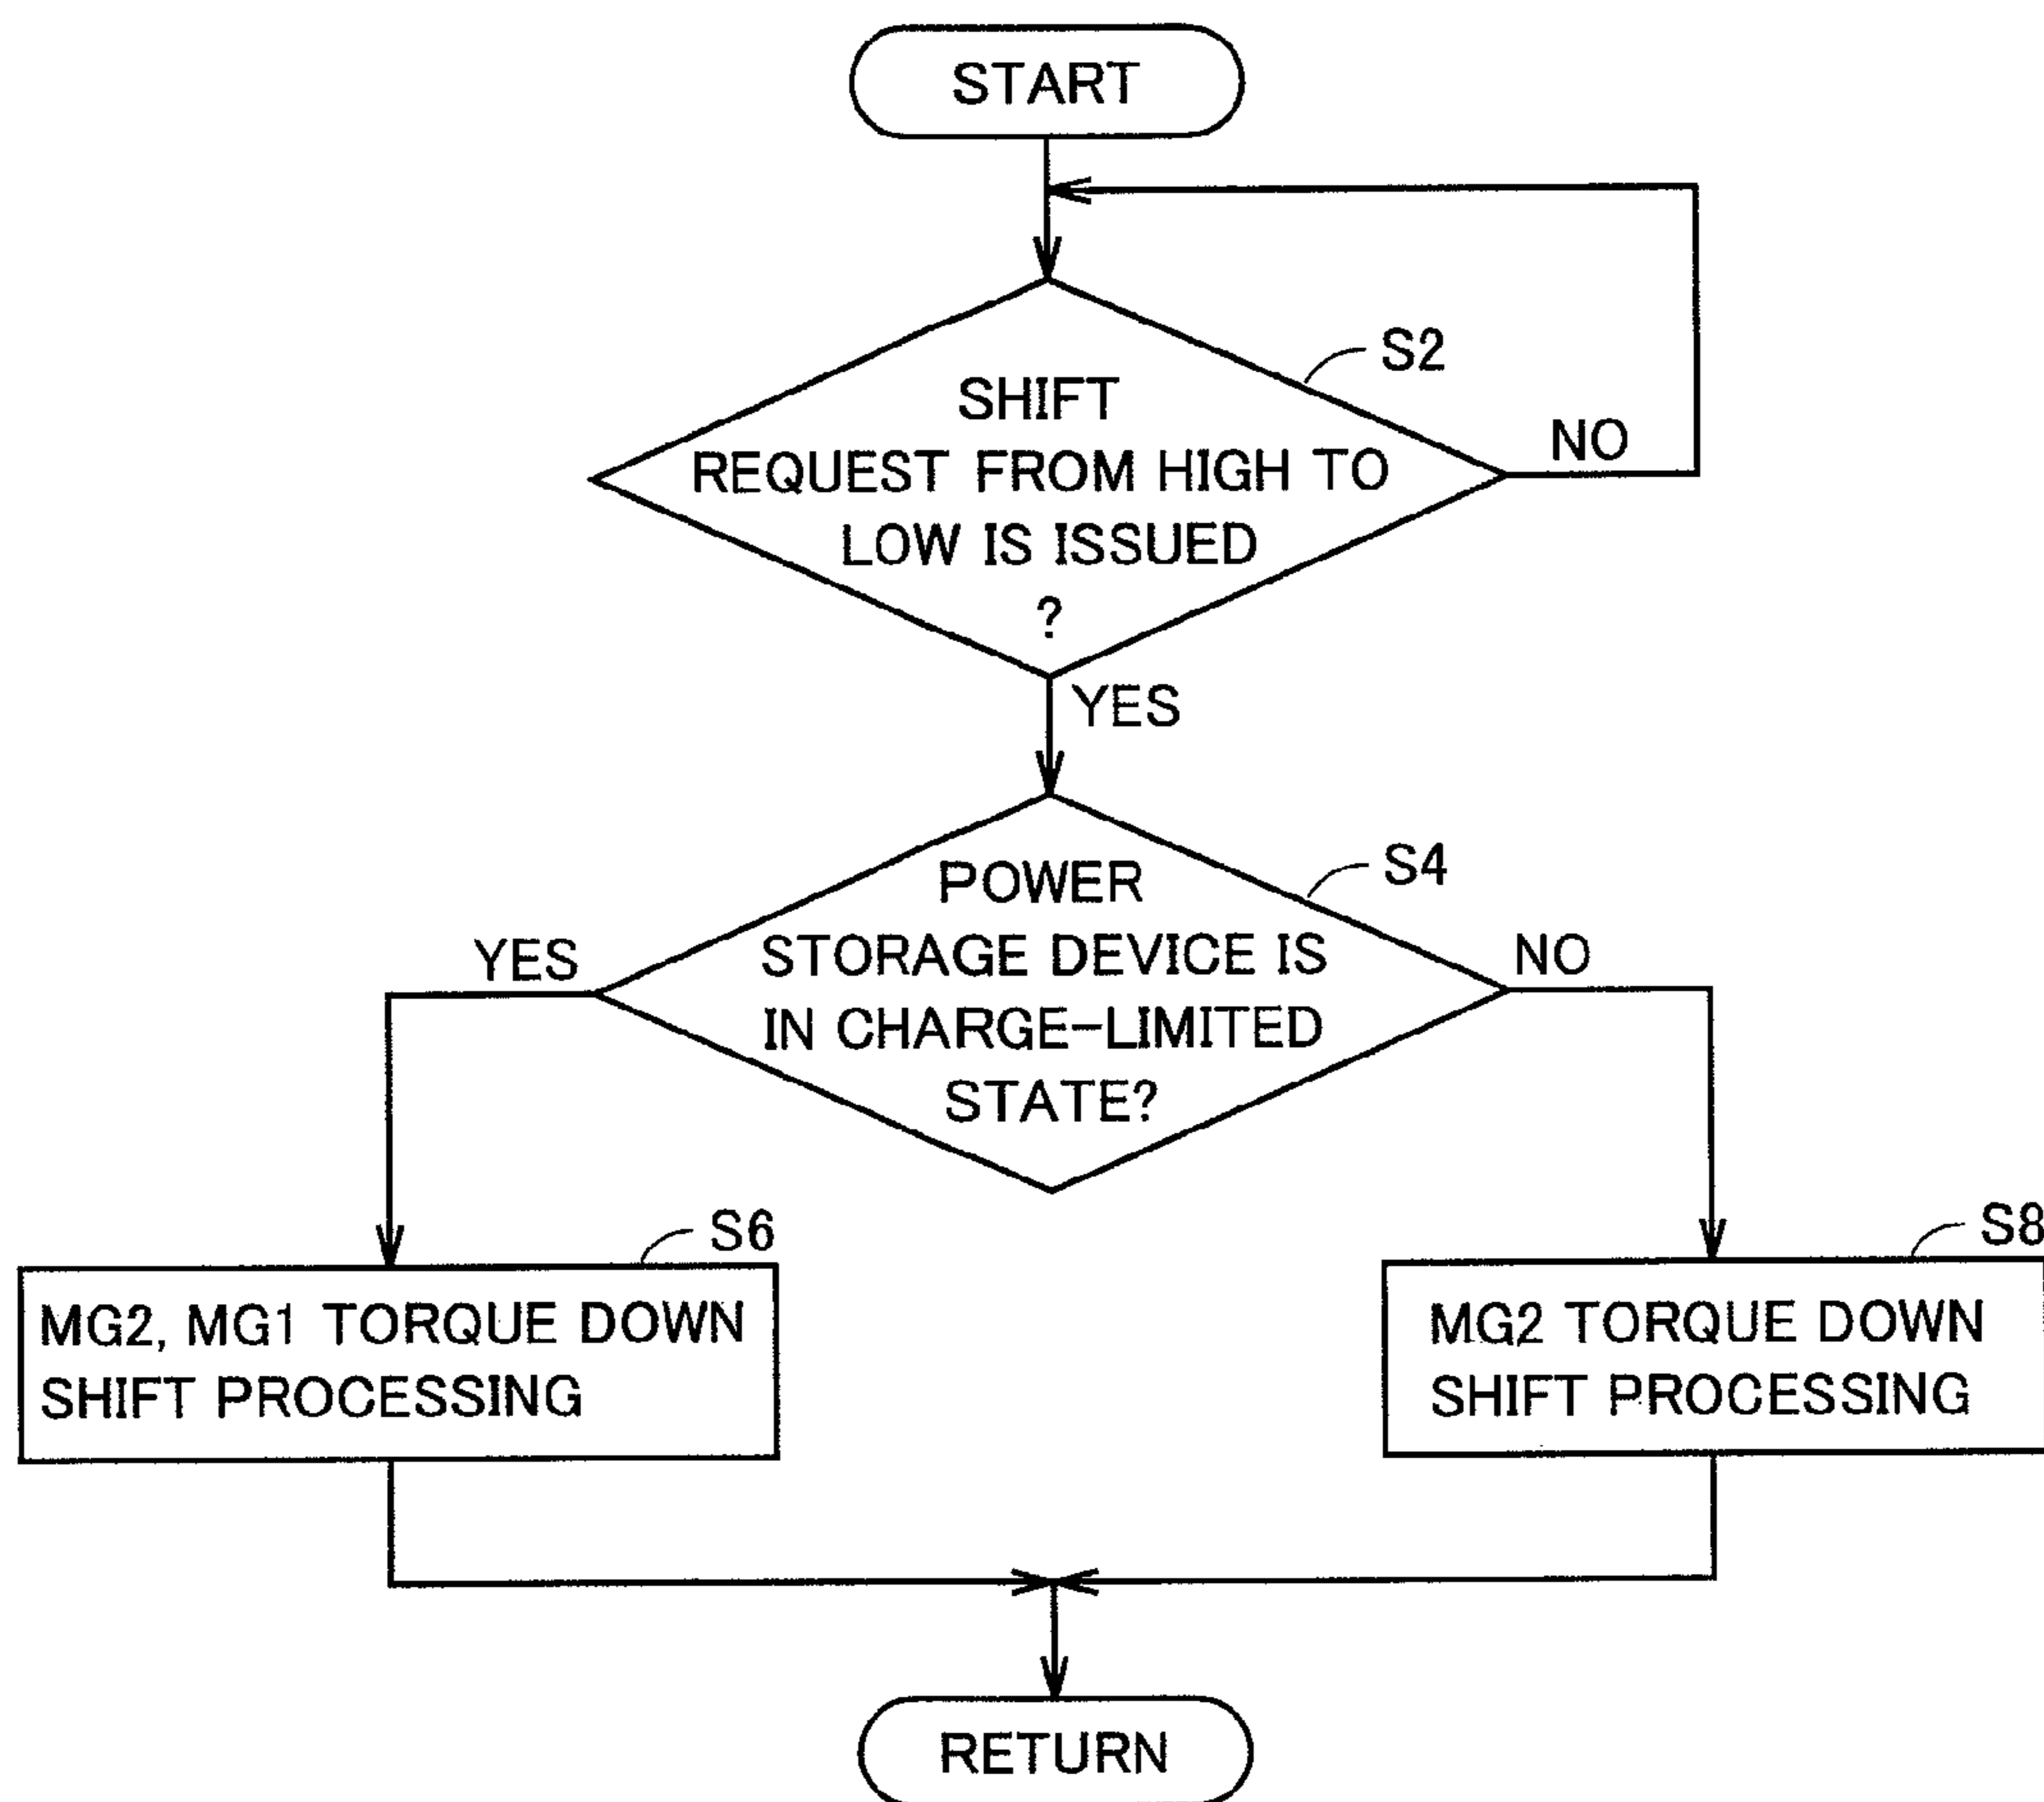 START
S2
SHIFT
REQUEST FROM HIGH TO
LOW IS ISSUED
?
NO
YES
S4
POWER
STORAGE DEVICE IS
IN CHARGE-LIMITED
STATE?
YES
NO
S6
MG2, MG1 TORQUE DOWN
SHIFT PROCESSING
S8
MG2 TORQUE DOWN
SHIFT PROCESSING
RETURN